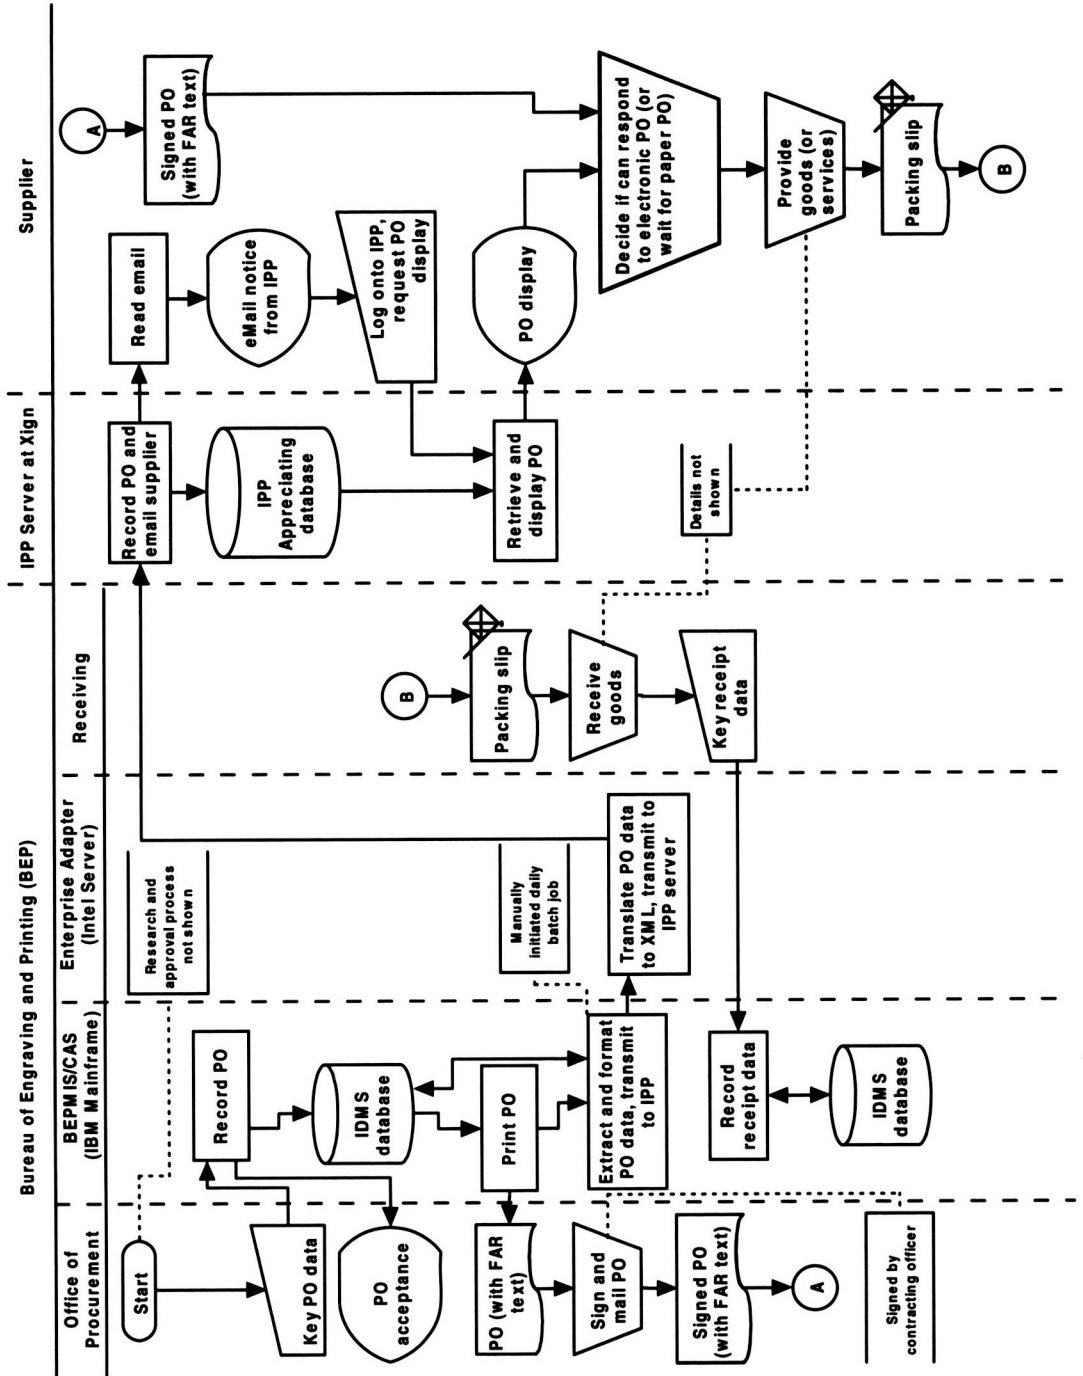 Bureau of Engraving and Printing (BEP)
Office of
Procurement
BEPMIS/CAS
(IBM Mainframe)
Enterprise Adapter
(Intel Server)
Receiving
IPP Server at Xign
Supplier
Start
Key PO data
PO
acceptance
PO (with FAR
text)
Sign and
mail PO
Signed PO
(with FAR text)
A
Signed by
contracting officer
Record PO
IDMS
database
Print PO
Extract and format
PO data, transmit
to IPP
Record
receipt data
IDMS
database
Research and
approval process
not shown
Manually
initiated daily
batch job
Translate PO data
to XML, transmit to
IPP server
B
Packing slip
Receive
goods
Key receipt
data
Record PO and
email supplier
IPP
Appreciating
database
Retrieve and
display PO
Details not
shown
A
Signed PO
(with FAR text)
Read email
eMail notice
from IPP
Log onto IPP,
request PO
display
PO display
Decide if can respond
to electronic PO (or
wait for paper PO)
Provide
goods (or
services)
Packing slip
B